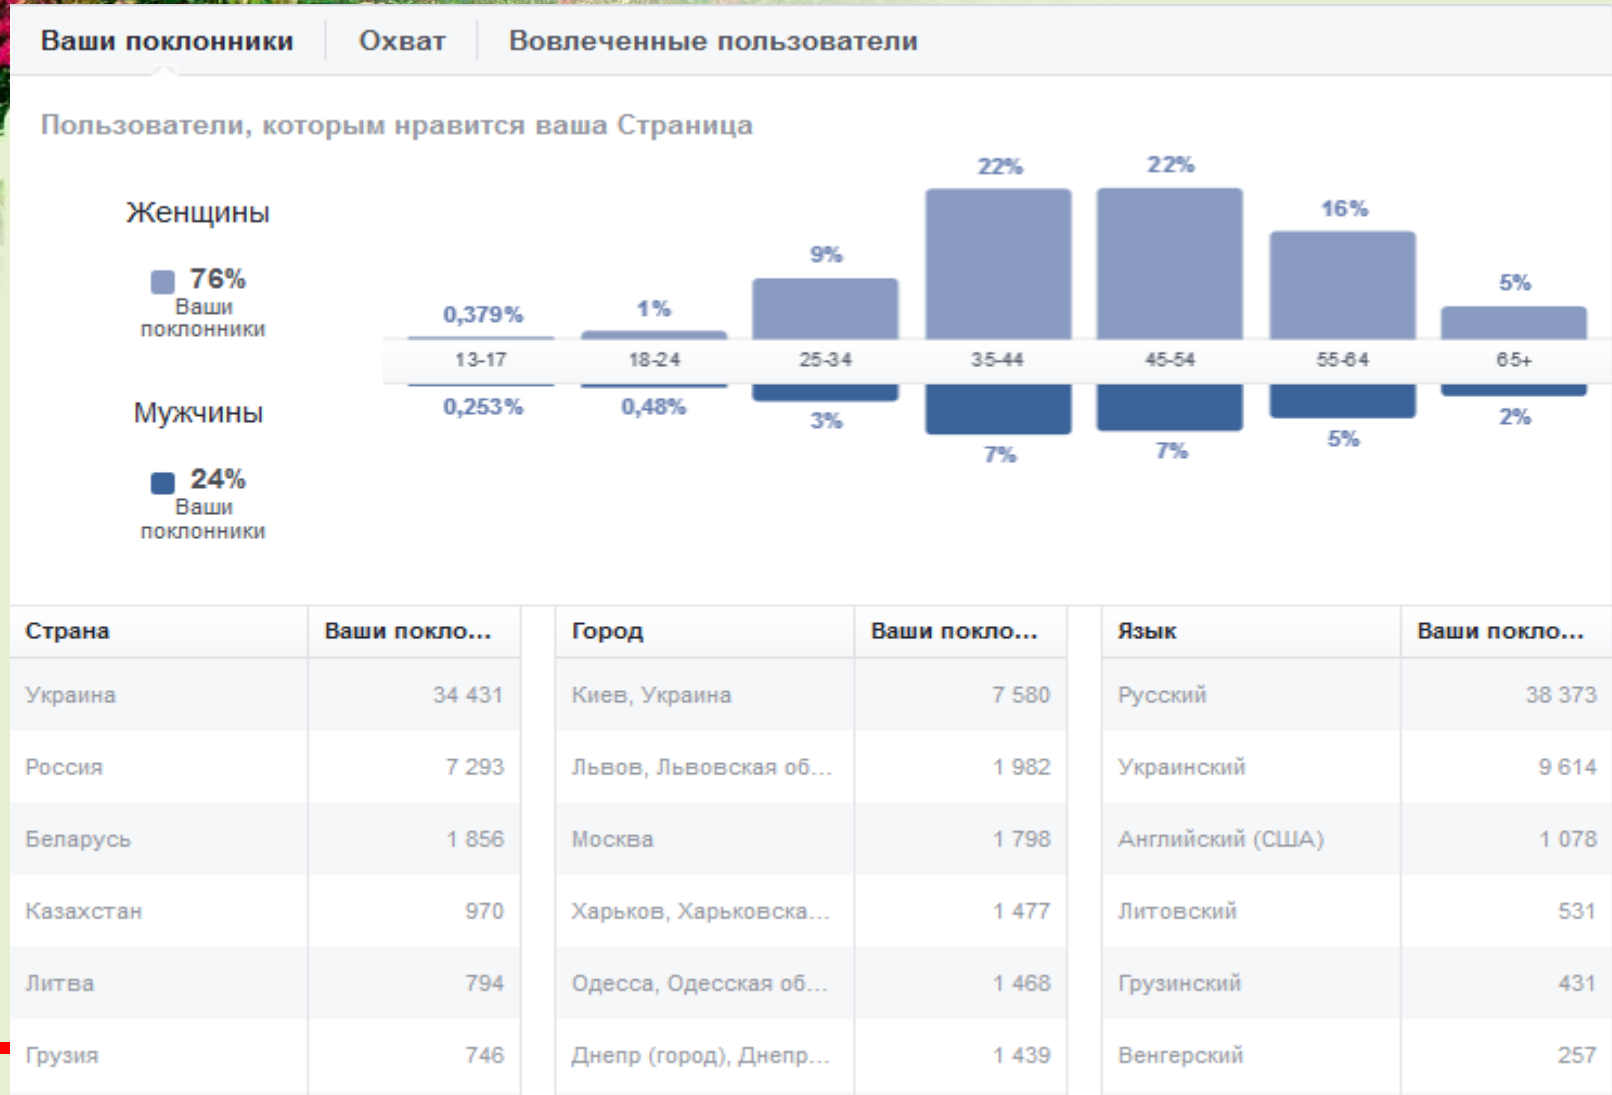 Ваши поклонники Охват Вовлеченные пользователи
Пользователи, которым нравится ваша Страница
Женщины
76%
Ваши
поклонники
22% 22% 16% 9% 5% 1% 0,379%
13-17 18-24 25-34 35-44 45-54 55-64 65+
0,253% 0,48% 3% 7% 7% 5% 2%
Мужчины
24%
Ваши
поклонники
Страна Ваши покло... Город Ваши покло... Язык Ваши покло...
Украина 34 431 Киев, Украина 7 580 Русский 38 373
Россия 7 293 Львов, Львовская об... 1 982 Украинский 9 614
Беларусь 1 856 Москва 1 798 Английский (США) 1 078
Казахстан 970 Харьков, Харьковска... 1 477 Литовский 531
Литва 794 Одесса, Одесская об... 1 468 Грузинский 431
Грузия 746 Днепр (город), Днепр... 1 439 Венгерский 257